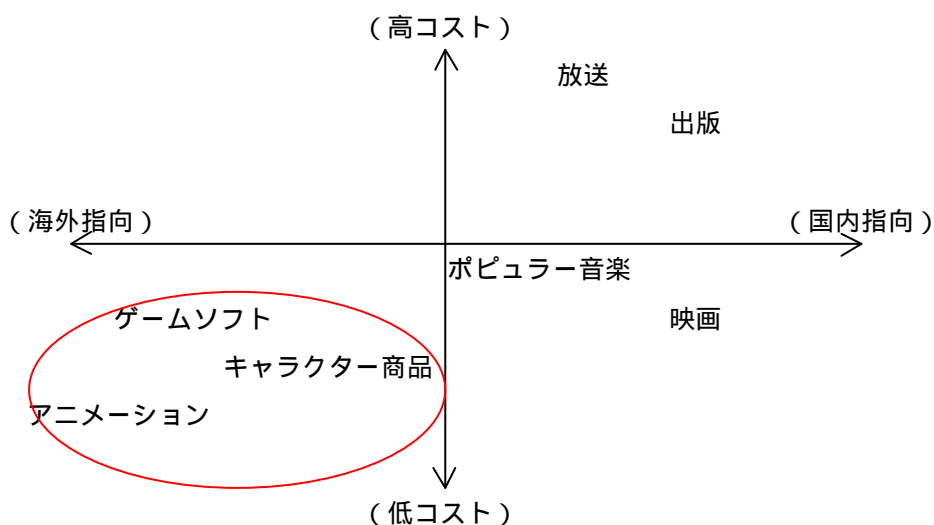 （高コスト）
放送
出版
（海外指向）
（国内指向）
ポピュラー音楽
ゲームソフト
映画
キャラクター商品
アニメーション
（低コスト）